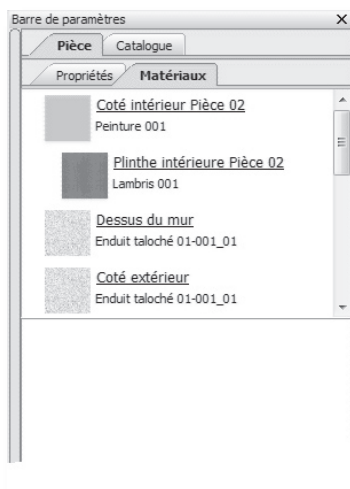 Barre de paramètres X
Pièce Catalogue
Propriétés Matériaux
Coté intérieur Pièce 02
Peinture 001
Plinthe intérieure Pièce 02
Lambris 001
Dessus du mur
Enduit taloché 01-001_01
Coté extérieur
Enduit taloché 01-001_01